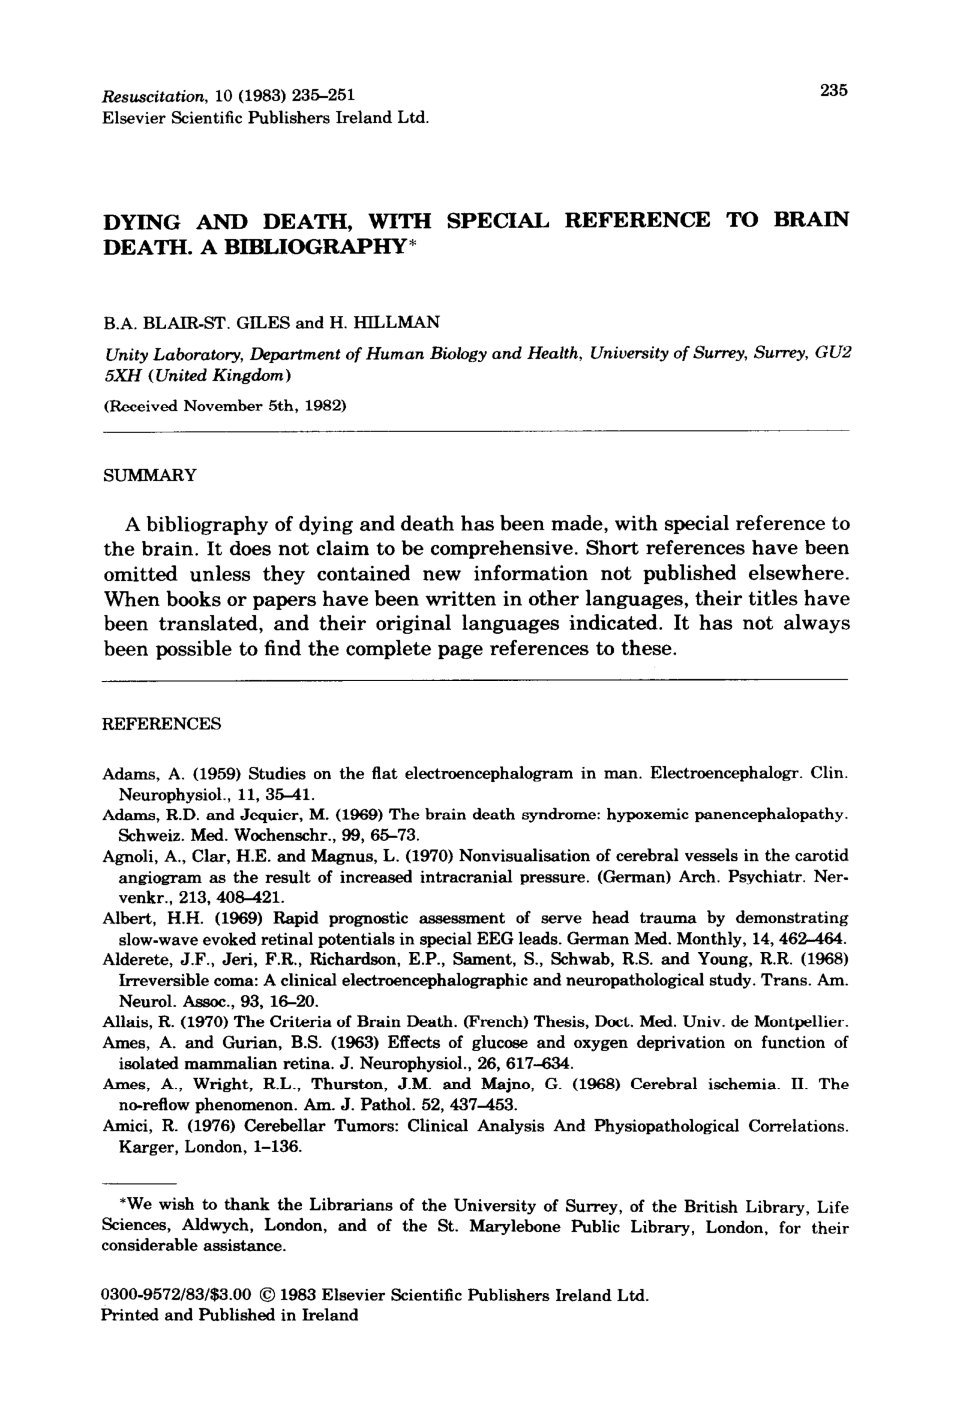 Resuscitation, 10 (1983) 235–251
235
Elsevier Scientific Publishers Ireland Ltd.
DYING AND DEATH, WITH SPECIAL REFERENCE TO BRAIN
DEATH. A BIBLIOGRAPHY*
B.A. BLAIR-ST. GILES and H. HILLMAN
Unity Laboratory, Department of Human Biology and Health, University of Surrey, Surrey, GU2
5XH (United Kingdom)
(Received November 5th, 1982)
SUMMARY
A bibliography of dying and death has been made, with special reference to
the brain. It does not claim to be comprehensive. Short references have been
omitted unless they contained new information not published elsewhere.
When books or papers have been written in other languages, their titles have
been translated, and their original languages indicated. It has not always
been possible to find the complete page references to these.
REFERENCES
Adams, A. (1959) Studies on the flat electroencephalogram in man. Electroencephalogr. Clin.
Neurophysiol., 11, 35–41.
Adams, R.D. and Jequier, M. (1969) The brain death syndrome: hypoxemic panencephalopathy.
Schweiz. Med. Wochenschr., 99, 65–73.
Agnoli, A., Clar, H.E. and Magnus, L. (1970) Nonvisualisation of cerebral vessels in the carotid
angiogram as the result of increased intracranial pressure. (German) Arch. Psychiatr. Ner-
venkr., 213, 408–421.
Albert, H.H. (1969) Rapid prognostic assessment of serve head trauma by demonstrating
slow-wave evoked retinal potentials in special EEG leads. German Med. Monthly, 14, 462–464.
Alderete, J.F., Jeri, F.R., Richardson, E.P., Sament, S., Schwab, R.S. and Young, R.R. (1968)
Irreversible coma: A clinical electroencephalographic and neuropathological study. Trans. Am.
Neurol. Assoc., 93, 16–20.
Allais, R. (1970) The Criteria of Brain Death. (French) Thesis, Doct. Med. Univ. de Montpellier.
Ames, A. and Gurian, B.S. (1963) Effects of glucose and oxygen deprivation on function of
isolated mammalian retina. J. Neurophysiol., 26, 617–634.
Ames, A., Wright, R.L., Thurston, J.M. and Majno, G. (1968) Cerebral ischemia. II. The
no-reflow phenomenon. Am. J. Pathol. 52, 437–453.
Amici, R. (1976) Cerebellar Tumors: Clinical Analysis And Physiopathological Correlations.
Karger, London, 1–136.
*We wish to thank the Librarians of the University of Surrey, of the British Library, Life
Sciences, Aldwych, London, and of the St. Marylebone Public Library, London, for their
considerable assistance.
0300-9572/83/$3.00 © 1983 Elsevier Scientific Publishers Ireland Ltd.
Printed and Published in Ireland